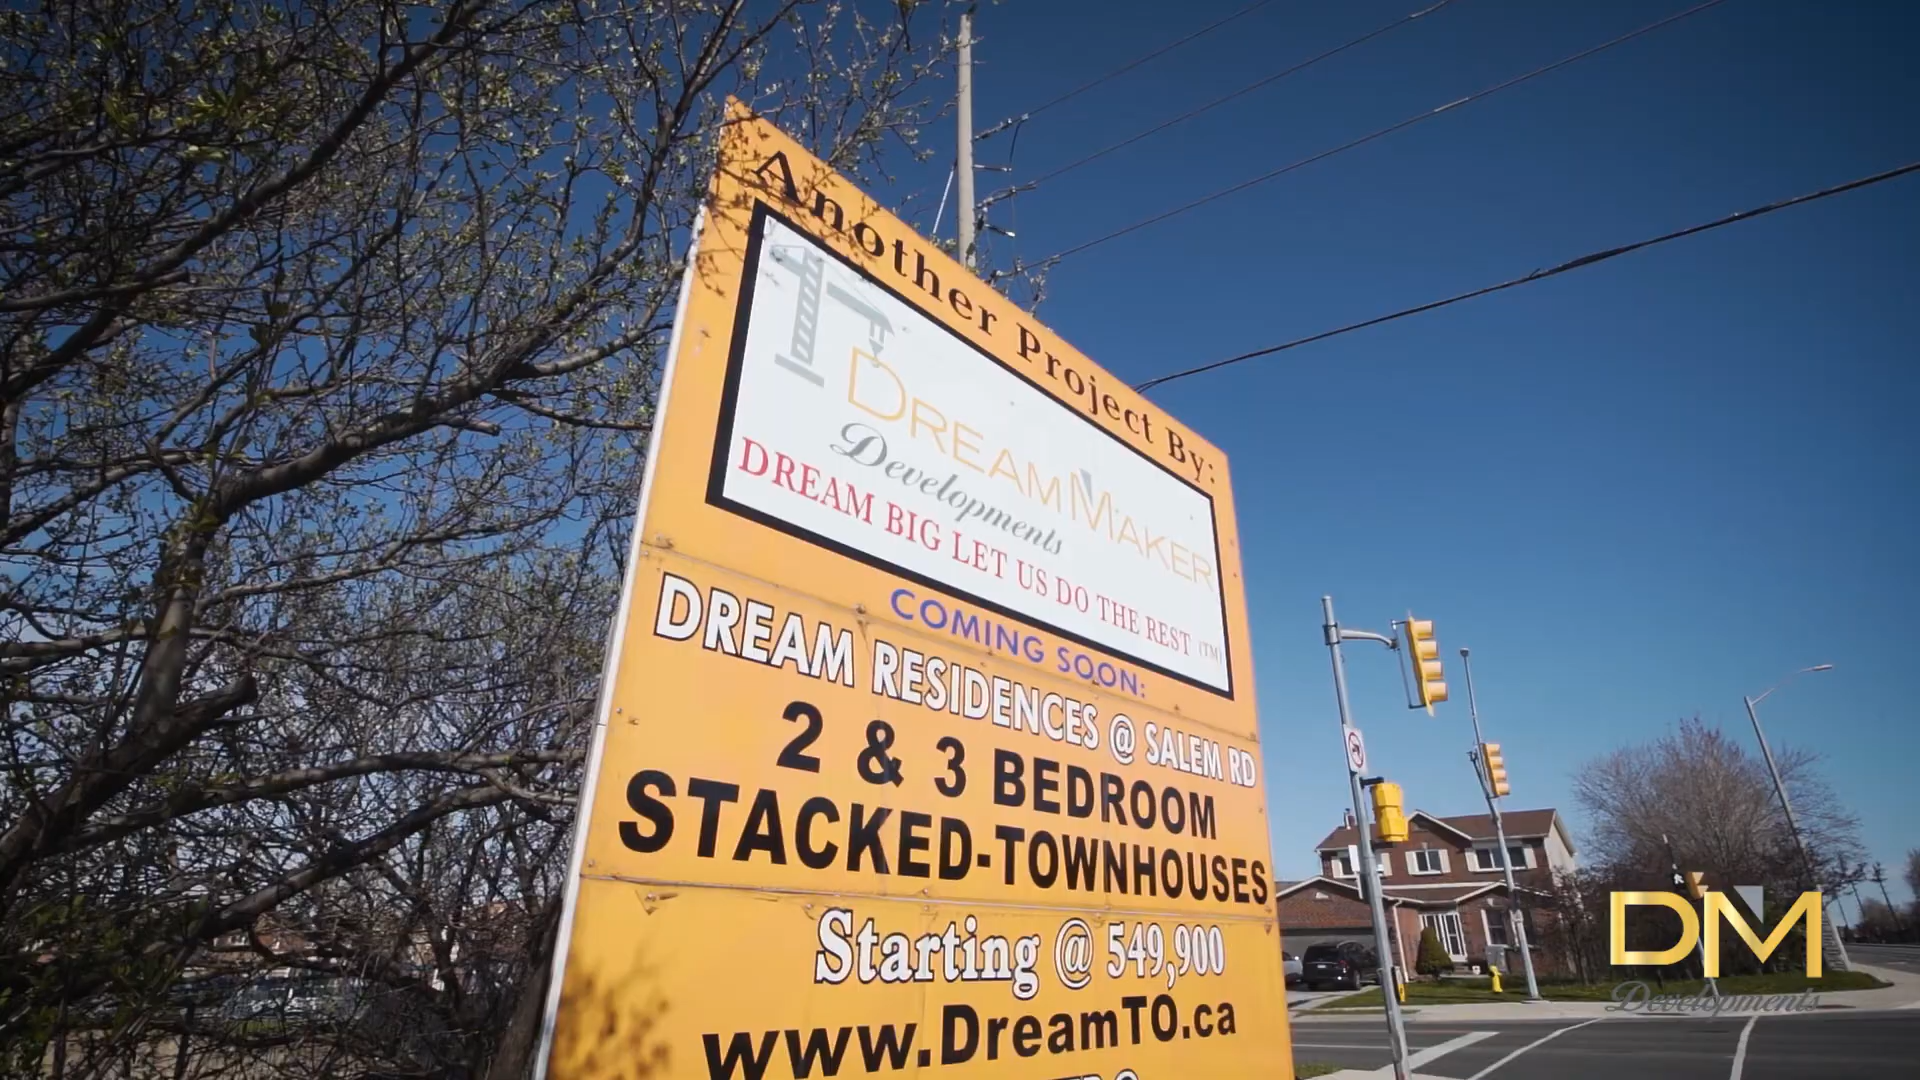 Another Project By:
DREAMMAKER
Developments
DREAM BIG LET US DO THE REST (TM)
COMING SOON:
DREAM RESIDENCES @ SALEM RD
2 & 3 BEDROOM
STACKED-TOWNHOUSES
Starting @ 549,900
www.DreamTO.ca
DM
Developments